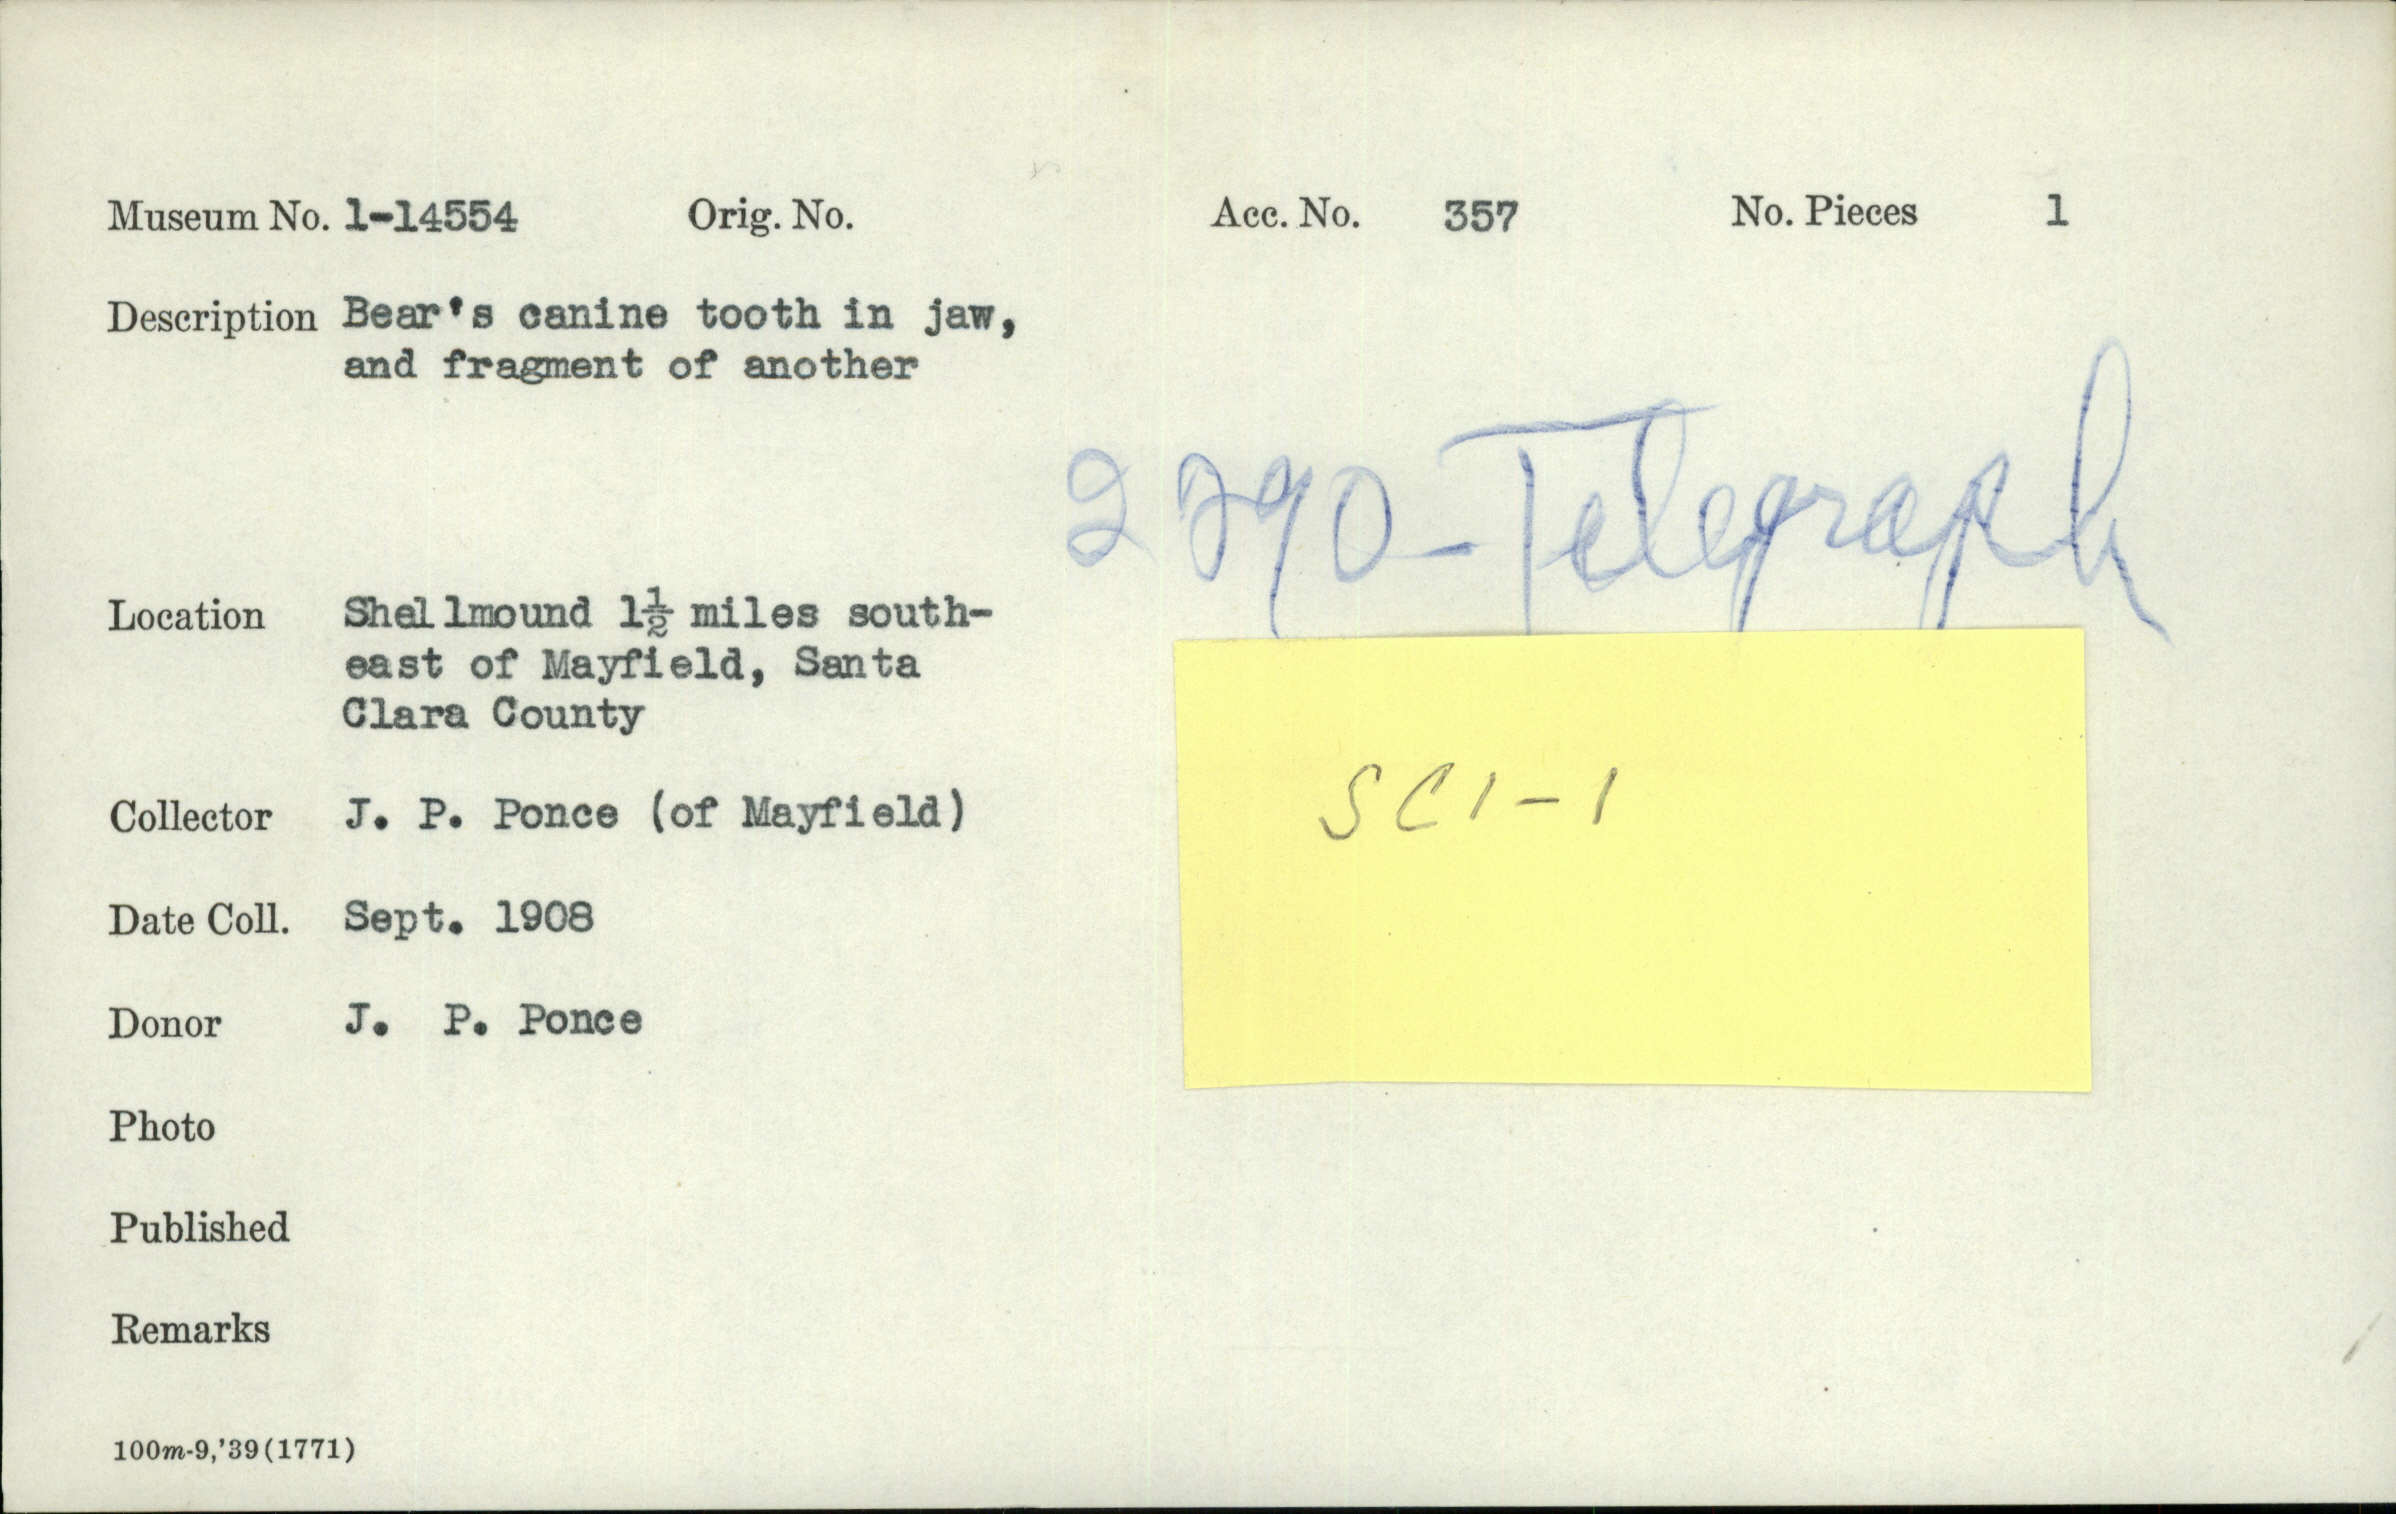 Museum No. 1-14554 Orig. No. Acc. No. 357 No. Pieces 1
Description Bear's canine tooth in jaw,
and fragment of another
2290-Telegraph
Location Shellmound 1½ miles south-
east of Mayfield, Santa
Clara County
SCl-1
Collector J. P. Ponce (of Mayfield)
Date Coll. Sept. 1908
Donor J. P. Ponce
Photo
Published
Remarks
100m-9,'39(1771)